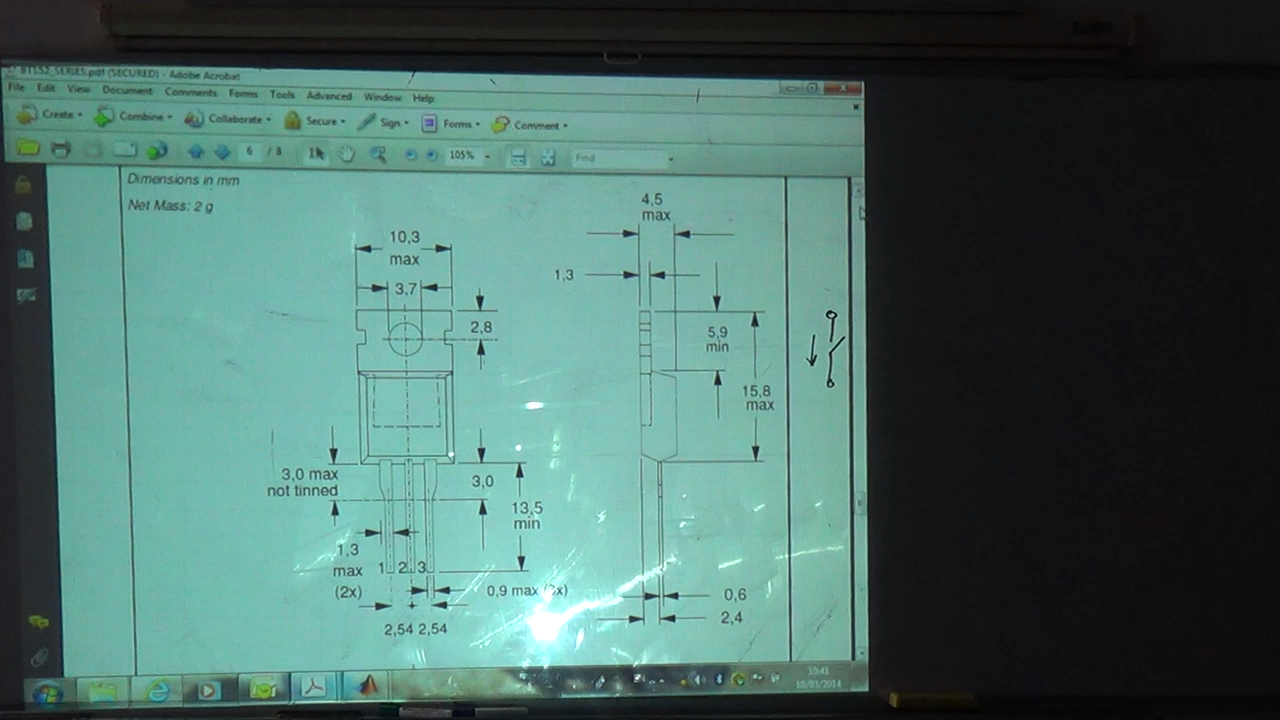 BT152_SERIES.pdf (SECURED) - Adobe Acrobat
File Edit View Document Comments Forms Tools Advanced Window Help
Create Combine Collaborate Secure Sign Forms Comment
6 / 8 105% Find
Dimensions in mm
Net Mass: 2 g
4,5
max
10,3
max
1,3
3,7
2,8
5,9
min
15,8
max
3,0 max
not tinned
3,0
13,5
min
1,3
max
(2x)
1 2 3
0,9 max (3x)
0,6
2,4
2,54 2,54
10:41
10/03/2014